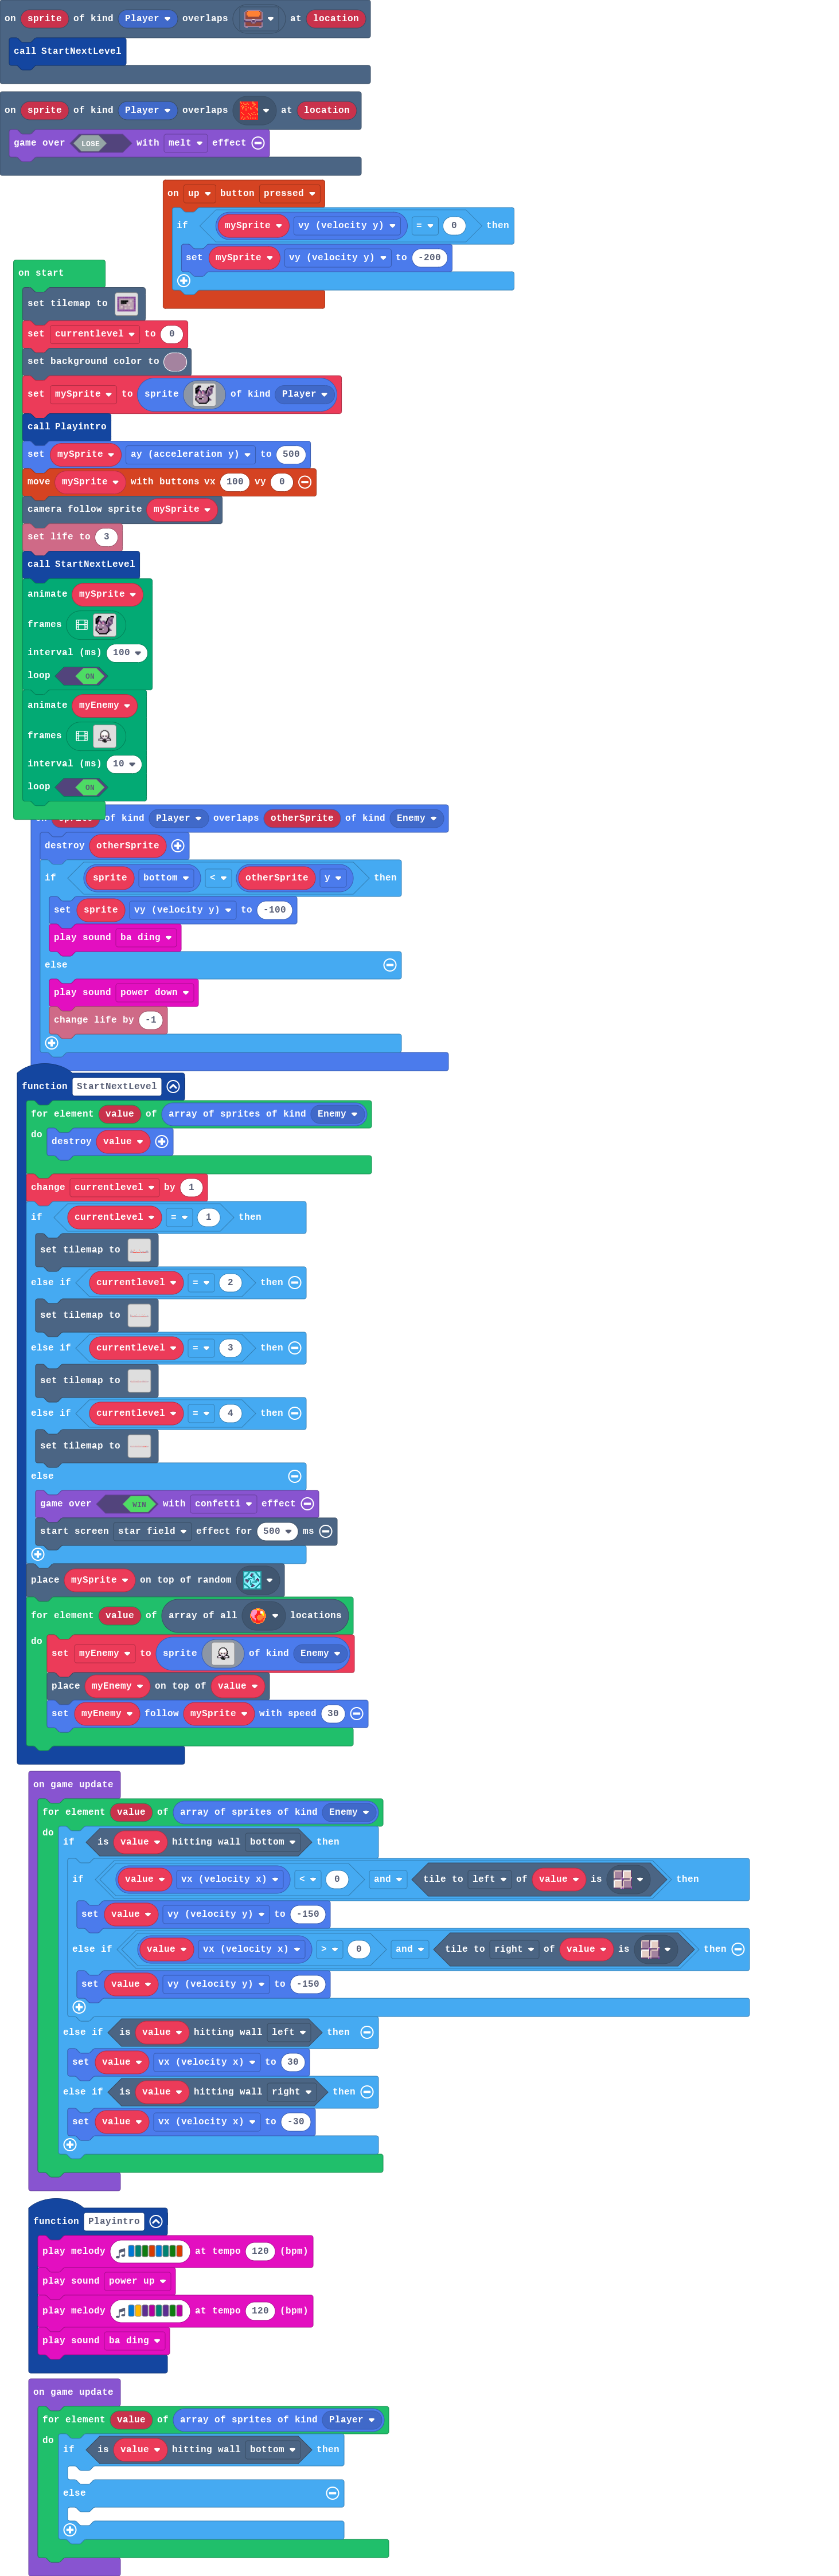 on sprite of kind Player overlaps at location
call StartNextLevel
on sprite of kind Player overlaps at location
game over LOSE with melt effect
on up button pressed
if mySprite vy (velocity y) = 0 then
set mySprite vy (velocity y) to -200
on start
set tilemap to
set currentlevel to 0
set background color to
set mySprite to sprite of kind Player
call Playintro
set mySprite ay (acceleration y) to 500
move mySprite with buttons vx 100 vy 0
camera follow sprite mySprite
set life to 3
call StartNextLevel
animate mySprite
frames
interval (ms) 100
loop ON
animate myEnemy
frames
interval (ms) 10
loop ON
of kind Player overlaps otherSprite of kind Enemy
destroy otherSprite
if sprite bottom < otherSprite y then
set sprite vy (velocity y) to -100
play sound ba ding
else
play sound power down
change life by -1
function StartNextLevel
for element value of array of sprites of kind Enemy
do destroy value
change currentlevel by 1
if currentlevel = 1 then
set tilemap to
else if currentlevel = 2 then
set tilemap to
else if currentlevel = 3 then
set tilemap to
else if currentlevel = 4 then
set tilemap to
else
game over WIN with confetti effect
start screen star field effect for 500 ms
place mySprite on top of random
for element value of array of all locations
do set myEnemy to sprite of kind Enemy
place myEnemy on top of value
set myEnemy follow mySprite with speed 30
on game update
for element value of array of sprites of kind Enemy
do if is value hitting wall bottom then
if value vx (velocity x) < 0 and tile to left of value is then
set value vy (velocity y) to -150
else if value vx (velocity x) > 0 and tile to right of value is then
set value vy (velocity y) to -150
else if is value hitting wall left then
set value vx (velocity x) to 30
else if is value hitting wall right then
set value vx (velocity x) to -30
function Playintro
play melody at tempo 120 (bpm)
play sound power up
play melody at tempo 120 (bpm)
play sound ba ding
on game update
for element value of array of sprites of kind Player
do if is value hitting wall bottom then
else